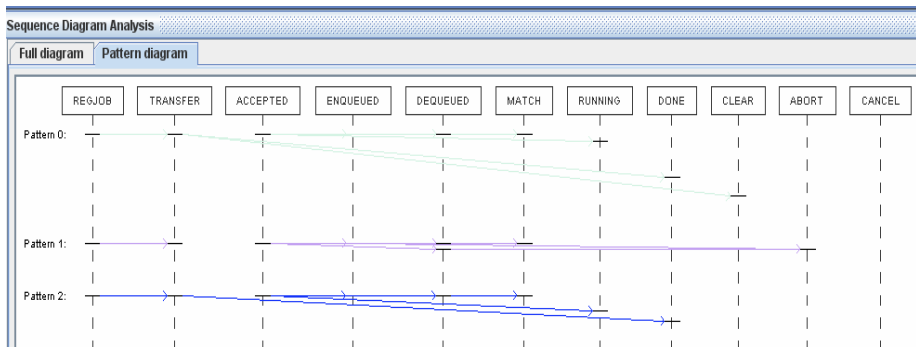 Sequence Diagram Analysis
Full diagram Pattern diagram
REGJOB TRANSFER ACCEPTED ENQUEUED DEQUEUED MATCH RUNNING DONE CLEAR ABORT CANCEL
Pattern 0:
Pattern 1:
Pattern 2: